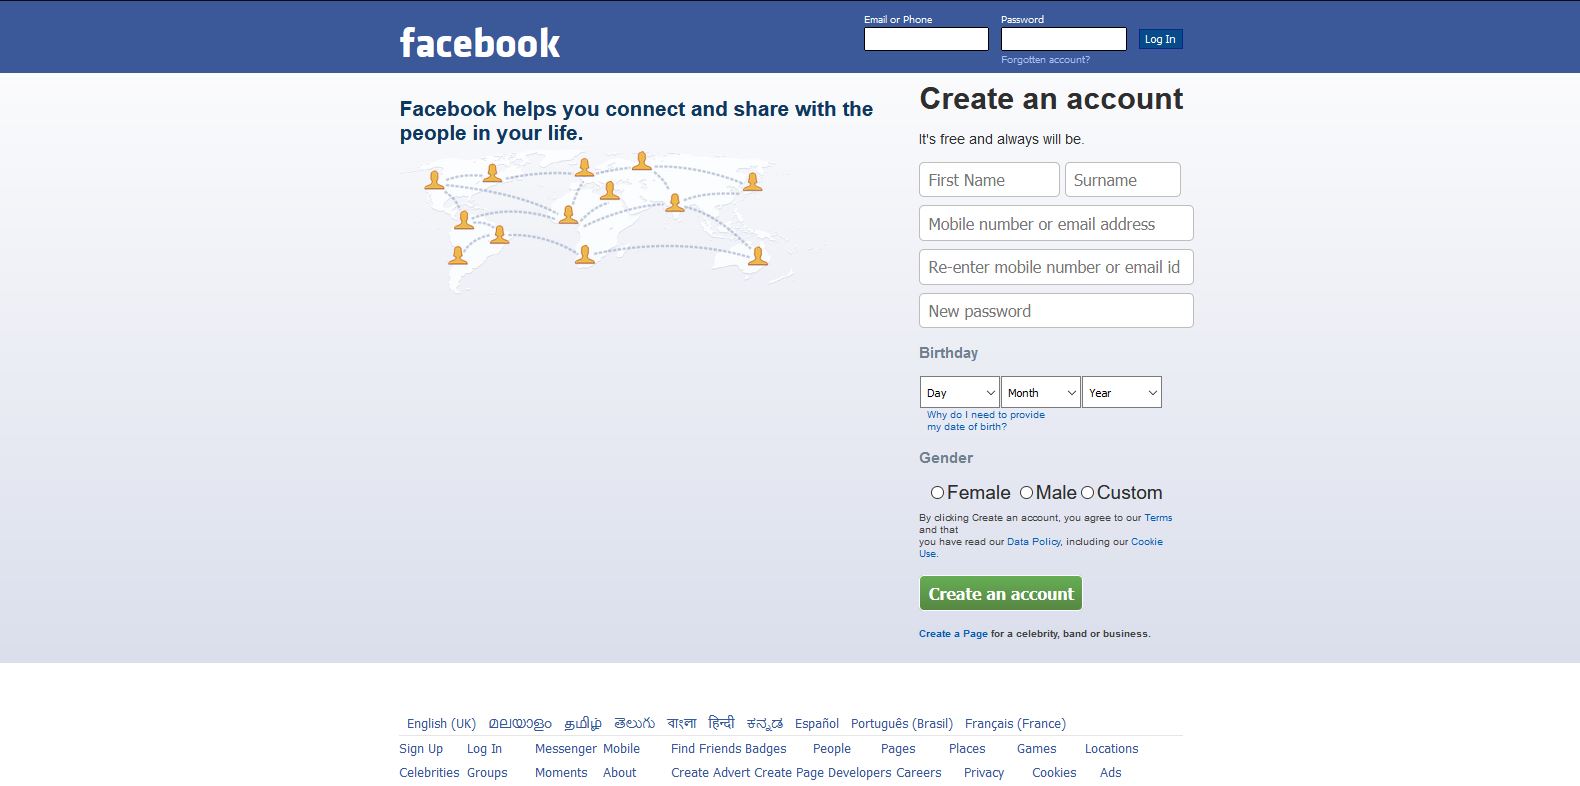 facebook
Email or Phone
Password
Log In
Forgotten account?
Facebook helps you connect and share with the
people in your life.
Create an account
It's free and always will be.
First Name
Surname
Mobile number or email address
Re-enter mobile number or email id
New password
Birthday
Day
Month
Year
Why do I need to provide
my date of birth?
Gender
Female Male Custom
By clicking Create an account, you agree to our Terms
and that
you have read our Data Policy, including our Cookie
Use.
Create an account
Create a Page for a celebrity, band or business.
English (UK) മലയാളം தமிழ் తెలుగు বাংলা हिन्दी ಕನ್ನಡ Español Português (Brasil) Français (France)
Sign Up Log In Messenger Mobile Find Friends Badges People Pages Places Games Locations
Celebrities Groups Moments About Create Advert Create Page Developers Careers Privacy Cookies Ads